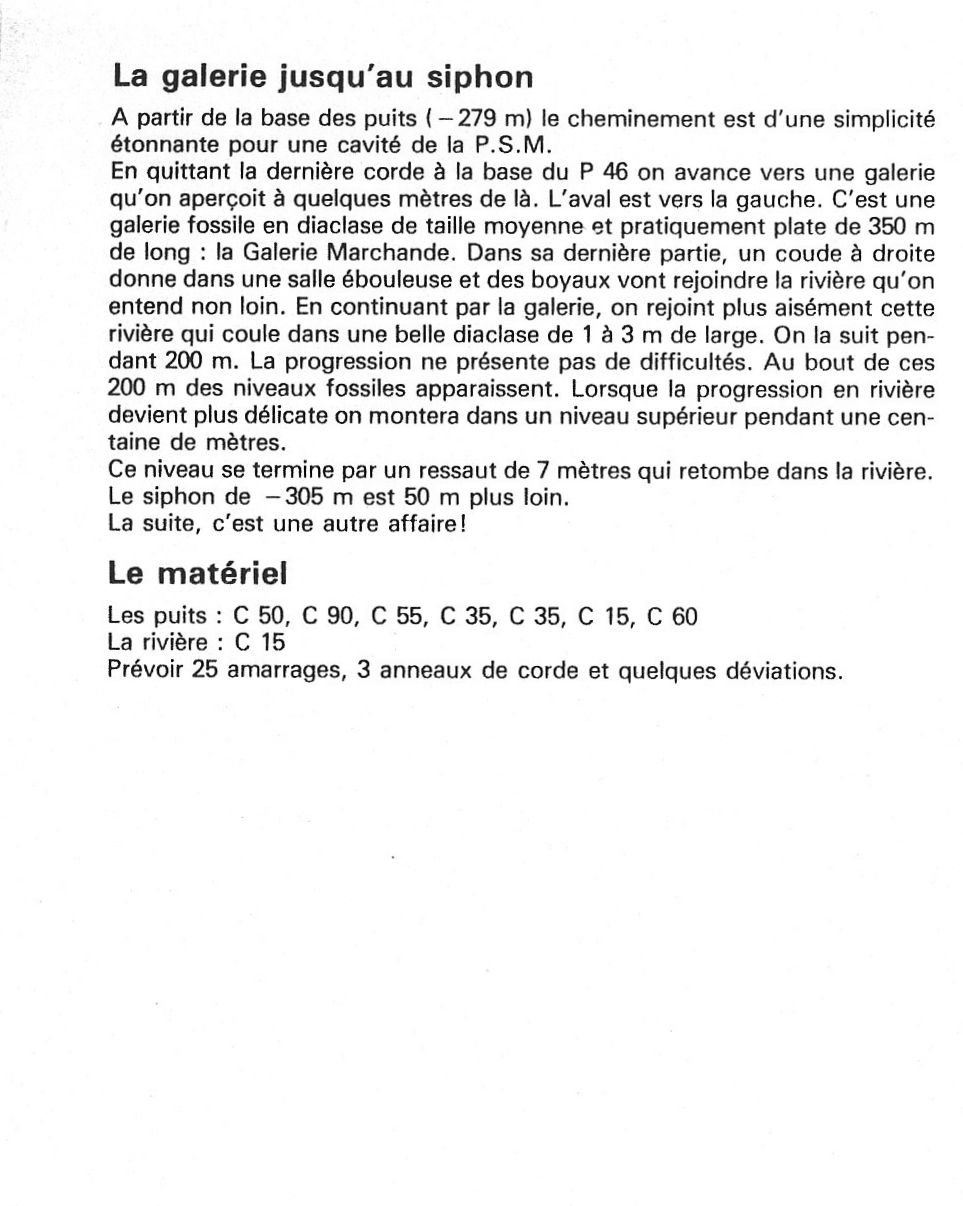 La galerie jusqu'au siphon
A partir de la base des puits (– 279 m) le cheminement est d'une simplicité
étonnante pour une cavité de la P.S.M.
En quittant la dernière corde à la base du P 46 on avance vers une galerie
qu'on aperçoit à quelques mètres de là. L'aval est vers la gauche. C'est une
galerie fossile en diaclase de taille moyenne et pratiquement plate de 350 m
de long : la Galerie Marchande. Dans sa dernière partie, un coude à droite
donne dans une salle ébouleuse et des boyaux vont rejoindre la rivière qu'on
entend non loin. En continuant par la galerie, on rejoint plus aisément cette
rivière qui coule dans une belle diaclase de 1 à 3 m de large. On la suit pen-
dant 200 m. La progression ne présente pas de difficultés. Au bout de ces
200 m des niveaux fossiles apparaissent. Lorsque la progression en rivière
devient plus délicate on montera dans un niveau supérieur pendant une cen-
taine de mètres.
Ce niveau se termine par un ressaut de 7 mètres qui retombe dans la rivière.
Le siphon de – 305 m est 50 m plus loin.
La suite, c'est une autre affaire!
Le matériel
Les puits : C 50, C 90, C 55, C 35, C 35, C 15, C 60
La rivière : C 15
Prévoir 25 amarrages, 3 anneaux de corde et quelques déviations.